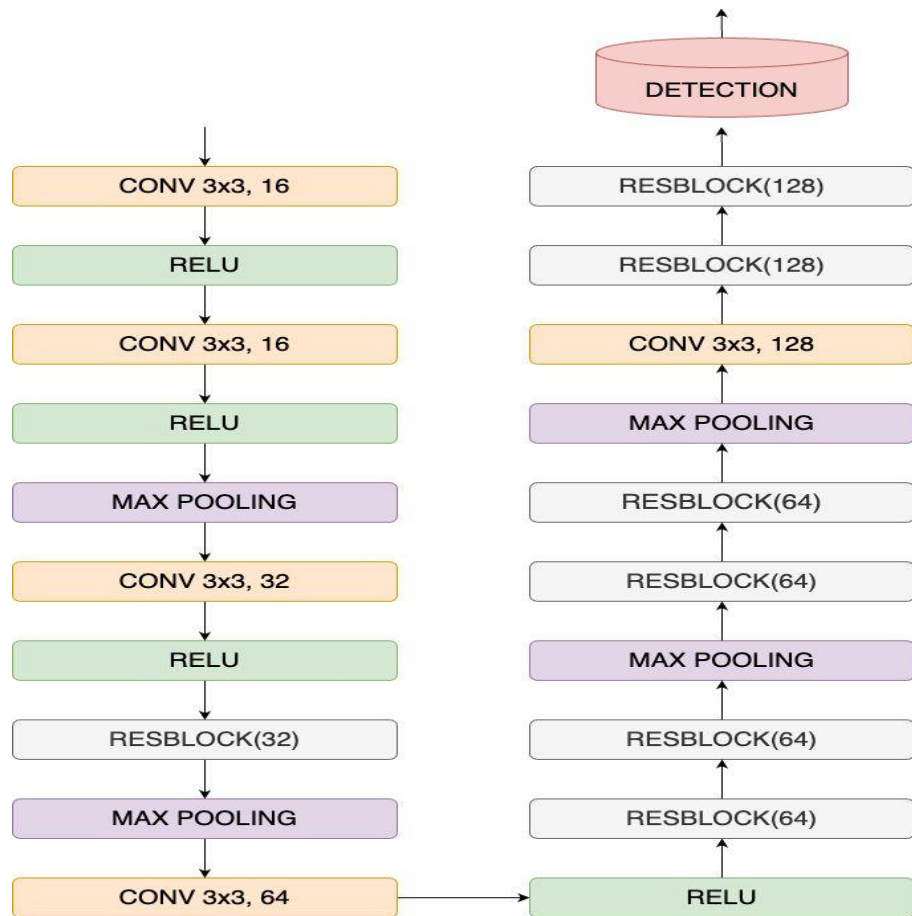 CONV 3x3, 16
RELU
CONV 3x3, 16
RELU
MAX POOLING
CONV 3x3, 32
RELU
RESBLOCK(32)
MAX POOLING
CONV 3x3, 64
RELU
RESBLOCK(64)
RESBLOCK(64)
MAX POOLING
RESBLOCK(64)
RESBLOCK(64)
MAX POOLING
CONV 3x3, 128
RESBLOCK(128)
RESBLOCK(128)
DETECTION